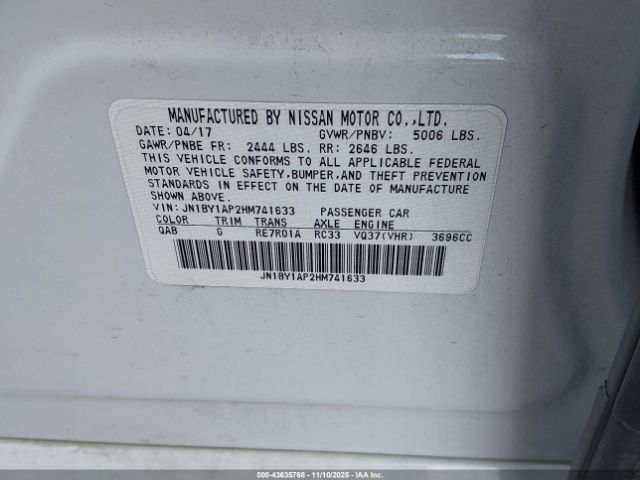 MANUFACTURED BY NISSAN MOTOR CO.,LTD.
DATE: 04/17 GVWR/PNBV: 5006 LBS.
GAWR/PNBE FR: 2444 LBS. RR: 2646 LBS.
THIS VEHICLE CONFORMS TO ALL APPLICABLE FEDERAL
MOTOR VEHICLE SAFETY,BUMPER,AND THEFT PREVENTION
STANDARDS IN EFFECT ON THE DATE OF MANUFACTURE
SHOWN ABOVE.
VIN: JN1BY1AP2HM741633 PASSENGER CAR
COLOR TRIM TRANS AXLE ENGINE
QAB G RE7R01A RC33 VQ37(VHR) 3696CC
JN1BY1AP2HM741633
000-43635768 - 11/10/2025 - IAAI.COM